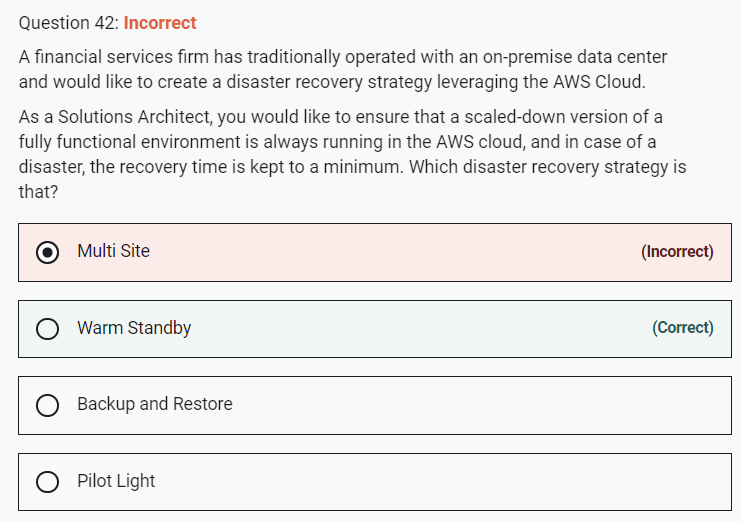 Question 42: Incorrect
A financial services firm has traditionally operated with an on-premise data center
and would like to create a disaster recovery strategy leveraging the AWS Cloud.
As a Solutions Architect, you would like to ensure that a scaled-down version of a
fully functional environment is always running in the AWS cloud, and in case of a
disaster, the recovery time is kept to a minimum. Which disaster recovery strategy is
that?
Multi Site (Incorrect)
Warm Standby (Correct)
Backup and Restore
Pilot Light